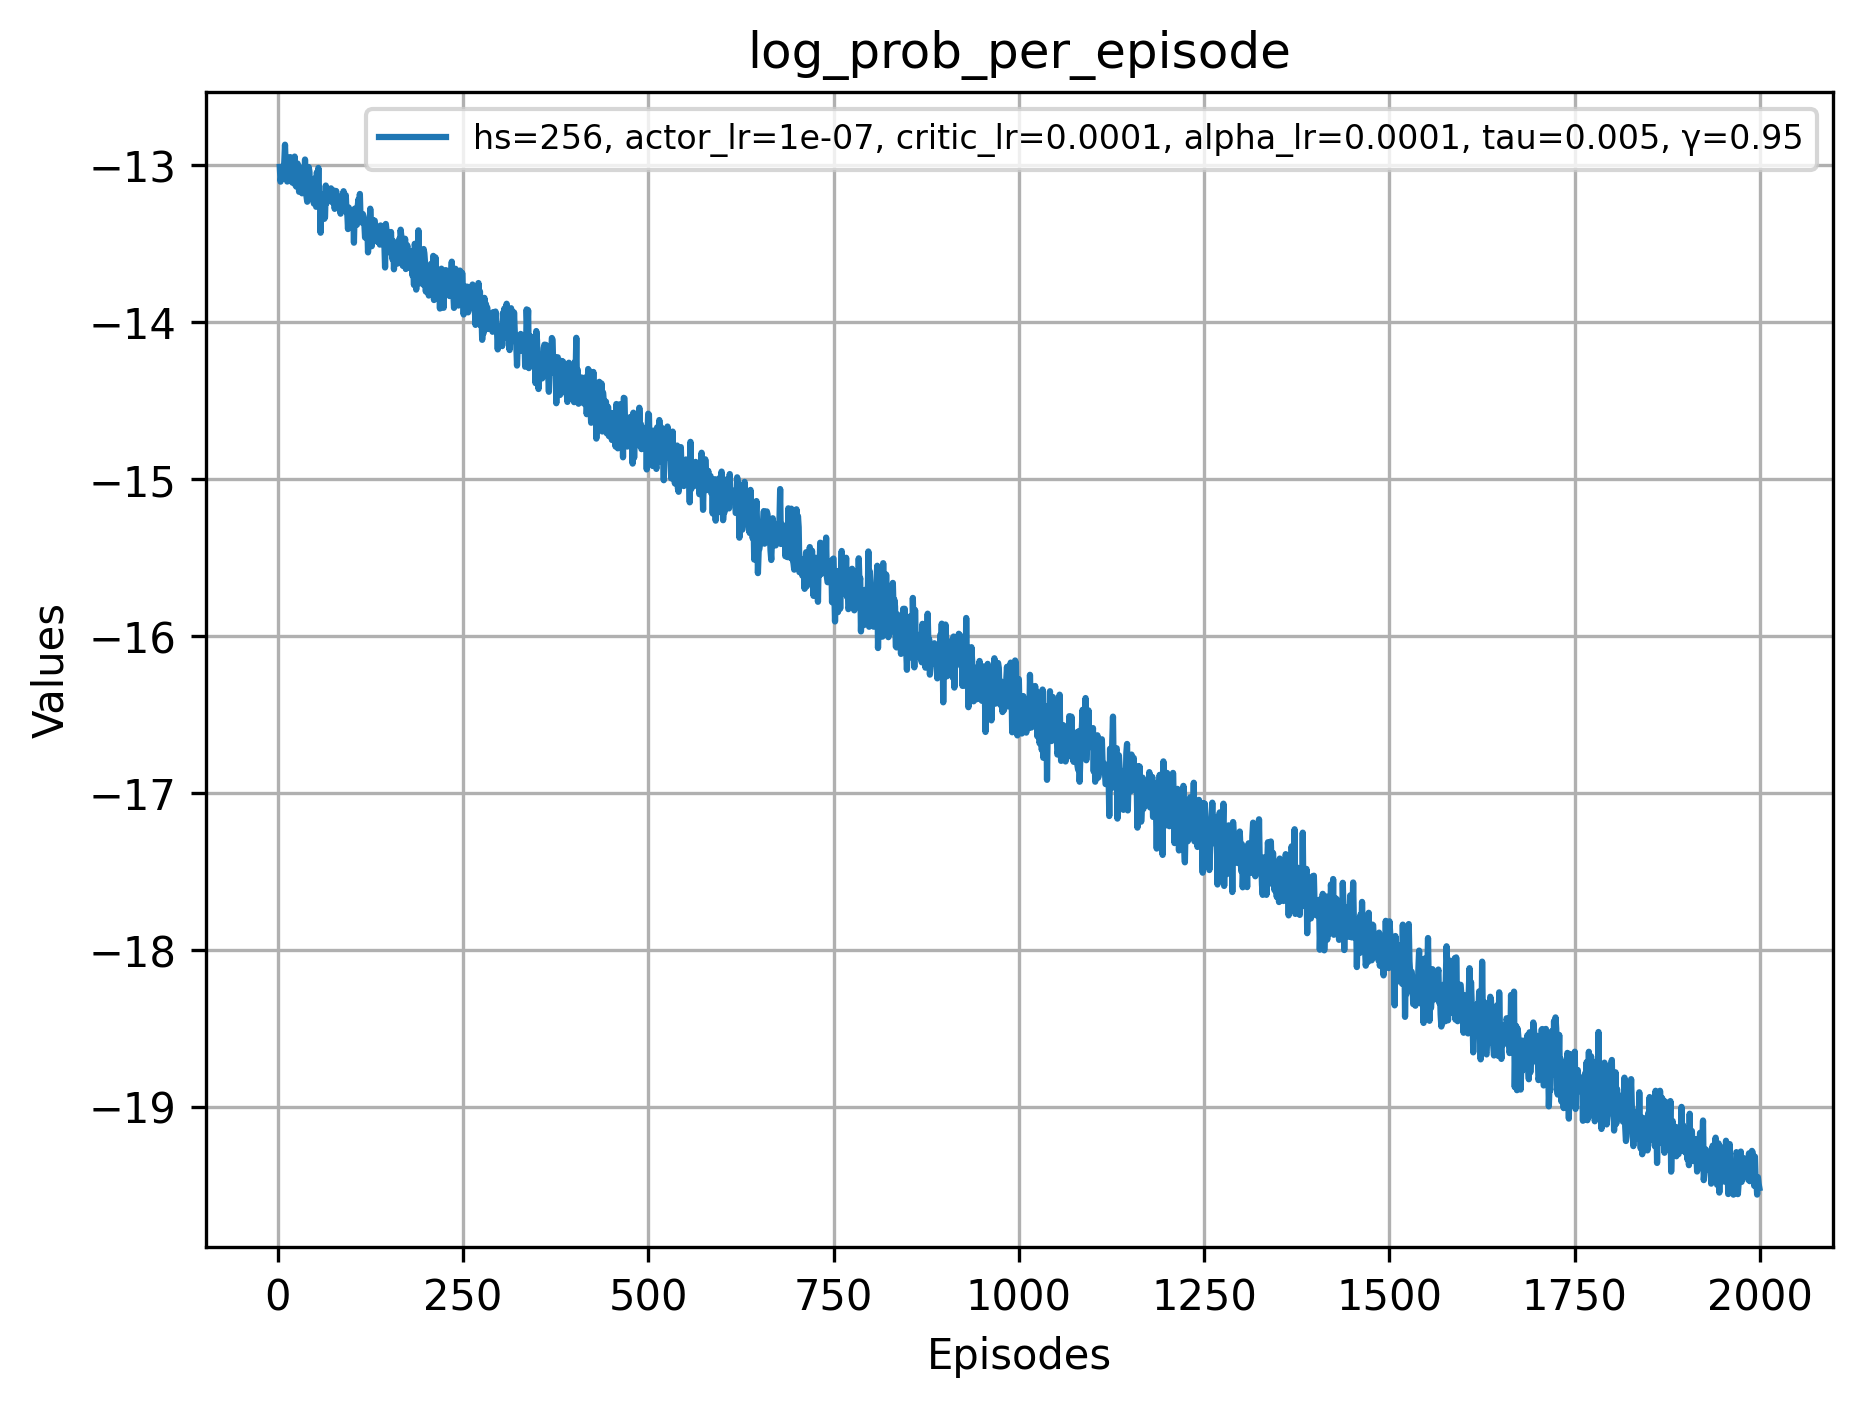 log_prob_per_episode
hs=256, actor_lr=1e-07, critic_lr=0.0001, alpha_lr=0.0001, tau=0.005, γ=0.95
−13
−14
−15
−16
−17
−18
−19
Values
0 250 500 750 1000 1250 1500 1750 2000
Episodes